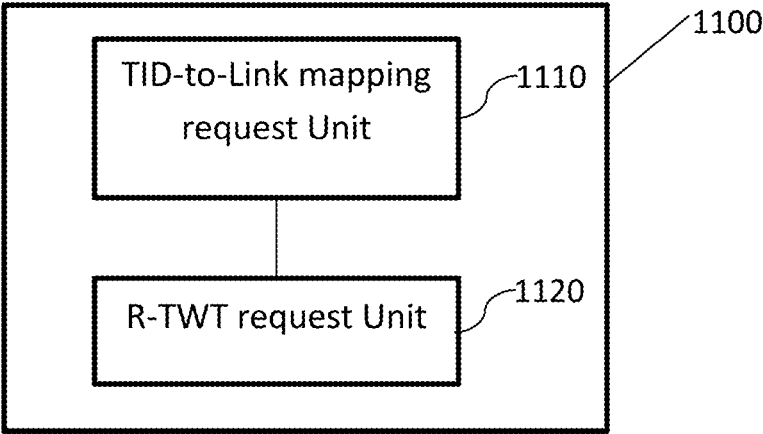 1100
TID-to-Link mapping
request Unit
1110
R-TWT request Unit
1120